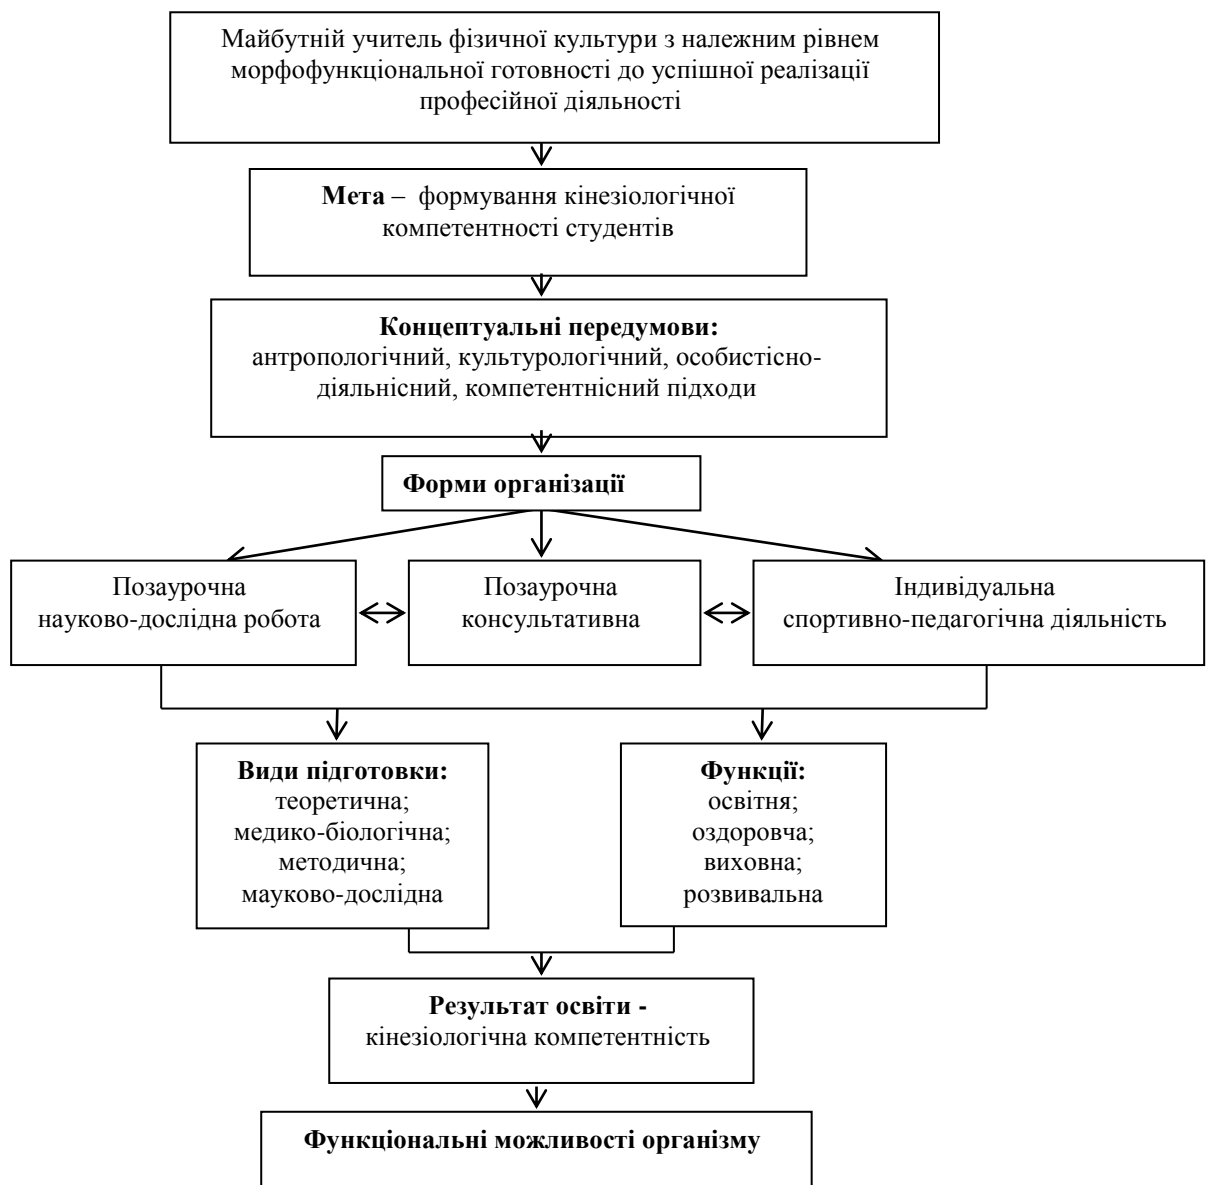 Майбутній учитель фізичної культури з належним рівнем
морфофункціональної готовності до успішної реалізації
професійної діяльності
Мета – формування кінезіологічної
компетентності студентів
Концептуальні передумови:
антропологічний, культурологічний, особистісно-
діяльнісний, компетентнісний підходи
Форми організації
Позаурочна
науково-дослідна робота
Позаурочна
консультативна
Індивідуальна
спортивно-педагогічна діяльність
Види підготовки:
теоретична;
медико-біологічна;
методична;
мауково-дослідна
Функції:
освітня;
оздоровча;
виховна;
розвивальна
Результат освіти -
кінезіологічна компетентність
Функціональні можливості організму